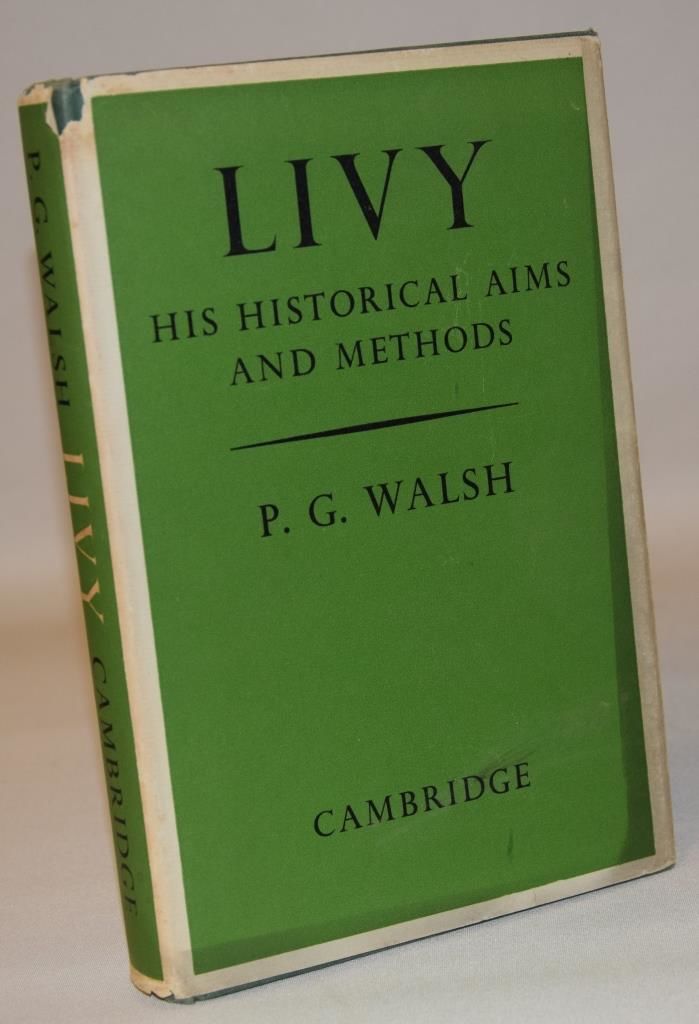 LIVY
HIS HISTORICAL AIMS
AND METHODS
P. G. WALSH
CAMBRIDGE
P. G. WALSH LIVY CAMBRIDGE